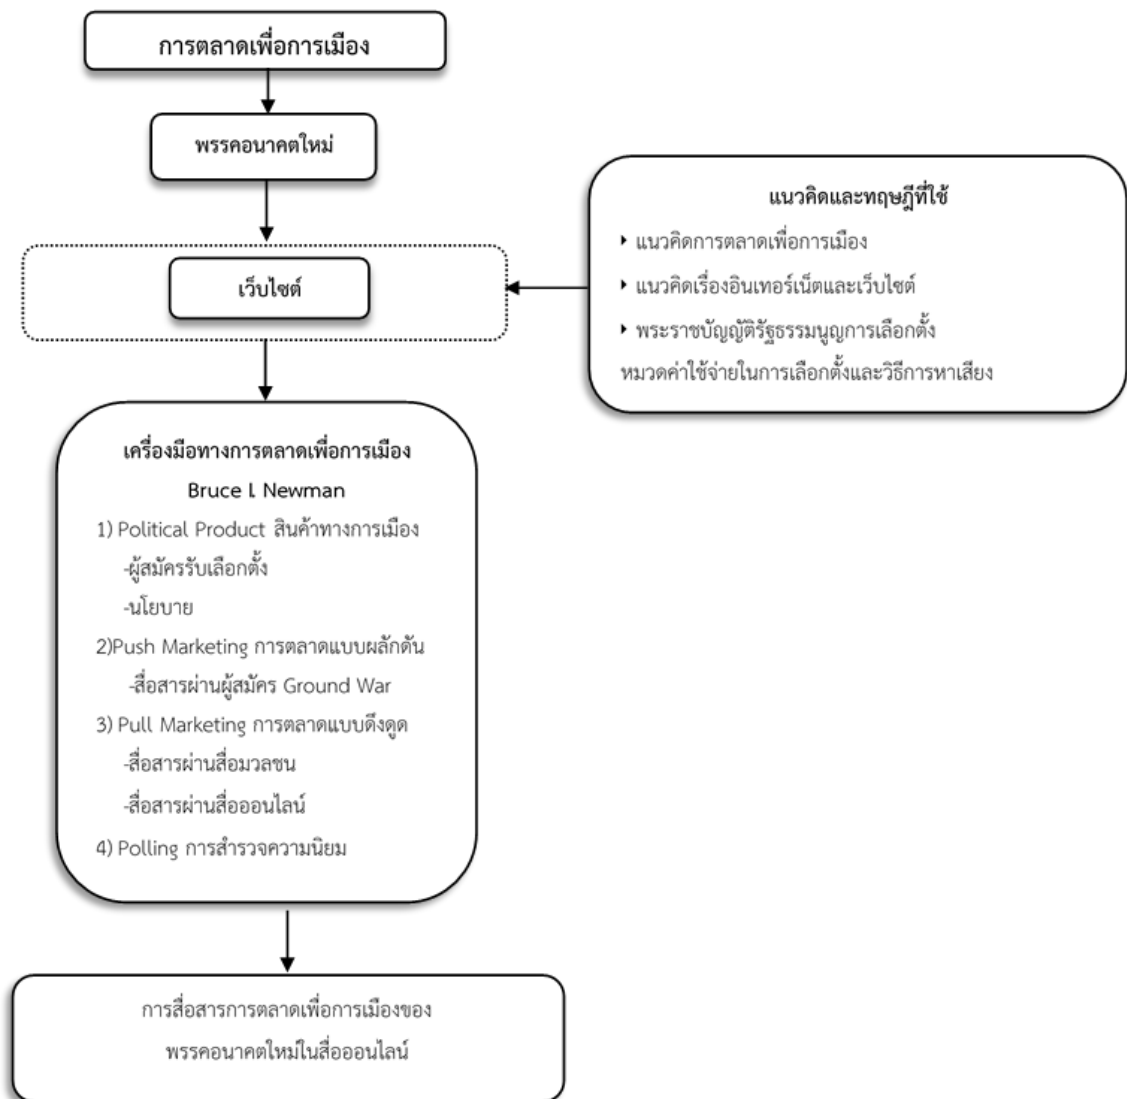 การตลาดเพื่อการเมือง
พรรคอนาคตใหม่
เว็บไซต์
แนวคิดและทฤษฎีที่ใช้
‣ แนวคิดการตลาดเพื่อการเมือง
‣ แนวคิดเรื่องอินเทอร์เน็ตและเว็บไซต์
‣ พระราชบัญญัติรัฐธรรมนูญการเลือกตั้ง
หมวดค่าใช้จ่ายในการเลือกตั้งและวิธีการหาเสียง
เครื่องมือทางการตลาดเพื่อการเมือง
Bruce I. Newman
1) Political Product สินค้าทางการเมือง
-ผู้สมัครรับเลือกตั้ง
-นโยบาย
2)Push Marketing การตลาดแบบผลักดัน
-สื่อสารผ่านผู้สมัคร Ground War
3) Pull Marketing การตลาดแบบดึงดูด
-สื่อสารผ่านสื่อมวลชน
-สื่อสารผ่านสื่อออนไลน์
4) Polling การสำรวจความนิยม
การสื่อสารการตลาดเพื่อการเมืองของ
พรรคอนาคตใหม่ในสื่อออนไลน์